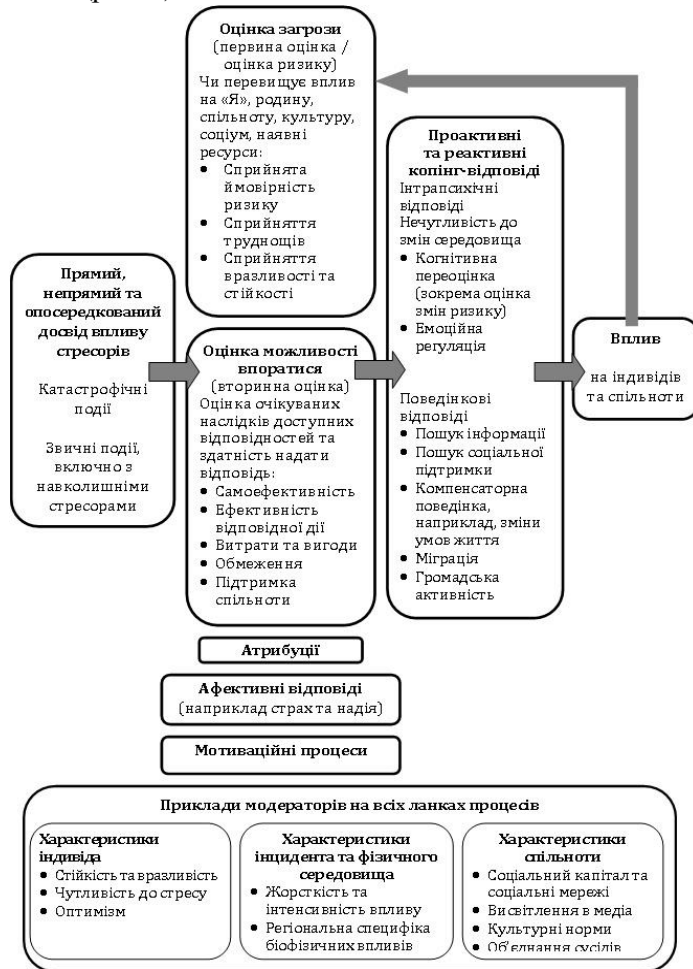 Оцінка загрози
(первина оцінка /
оцінка ризику)
Чи перевищує вплив
на «Я», родину,
спільноту, культуру,
соціум, наявні
ресурси:
• Сприйнята
ймовірність
ризику
• Сприйняття
труднощів
• Сприйняття
вразливості та
стійкості
Проактивні
та реактивні
копінг-відповіді
Інтрапсихічні
відповіді
Нечутливість до
змін середовища
• Когнітивна
переоцінка
(зокрема оцінка
змін ризику)
• Емоційна
регуляція
Поведінкові
відповіді
• Пошук інформації
• Пошук соціальної
підтримки
• Компенсаторна
поведінка,
наприклад, зміни
умов життя
• Міграція
• Громадська
активність
Прямий,
непрямий та
опосередкований
досвід впливу
стресорів
Катастрофічні
події
Звичні події,
включно з
навколишніми
стресорами
Оцінка можливості
впоратися
(вторинна оцінка)
Оцінка очікуваних
наслідків доступних
відповідностей та
здатність надати
відповідь:
• Самоефективність
• Ефективність
відповідної дії
• Витрати та вигоди
• Обмеження
• Підтримка
спільноти
Вплив
на індивідів
та спільноти
Атрибуції
Афективні відповіді
(наприклад страх та надія)
Мотиваційні процеси
Приклади модераторів на всіх ланках процесів
Характеристики
індивіда
• Стійкість та вразливість
• Чутливість до стресу
• Оптимізм
Характеристики
інцидента та фізичного
середовища
• Жорсткість та
інтенсивність впливу
• Регіональна специфіка
біофізичних впливів
Характеристики
спільноти
• Соціальний капітал та
соціальні мережі
• Висвітлення в медіа
• Культурні норми
• Об'єднання сусідів